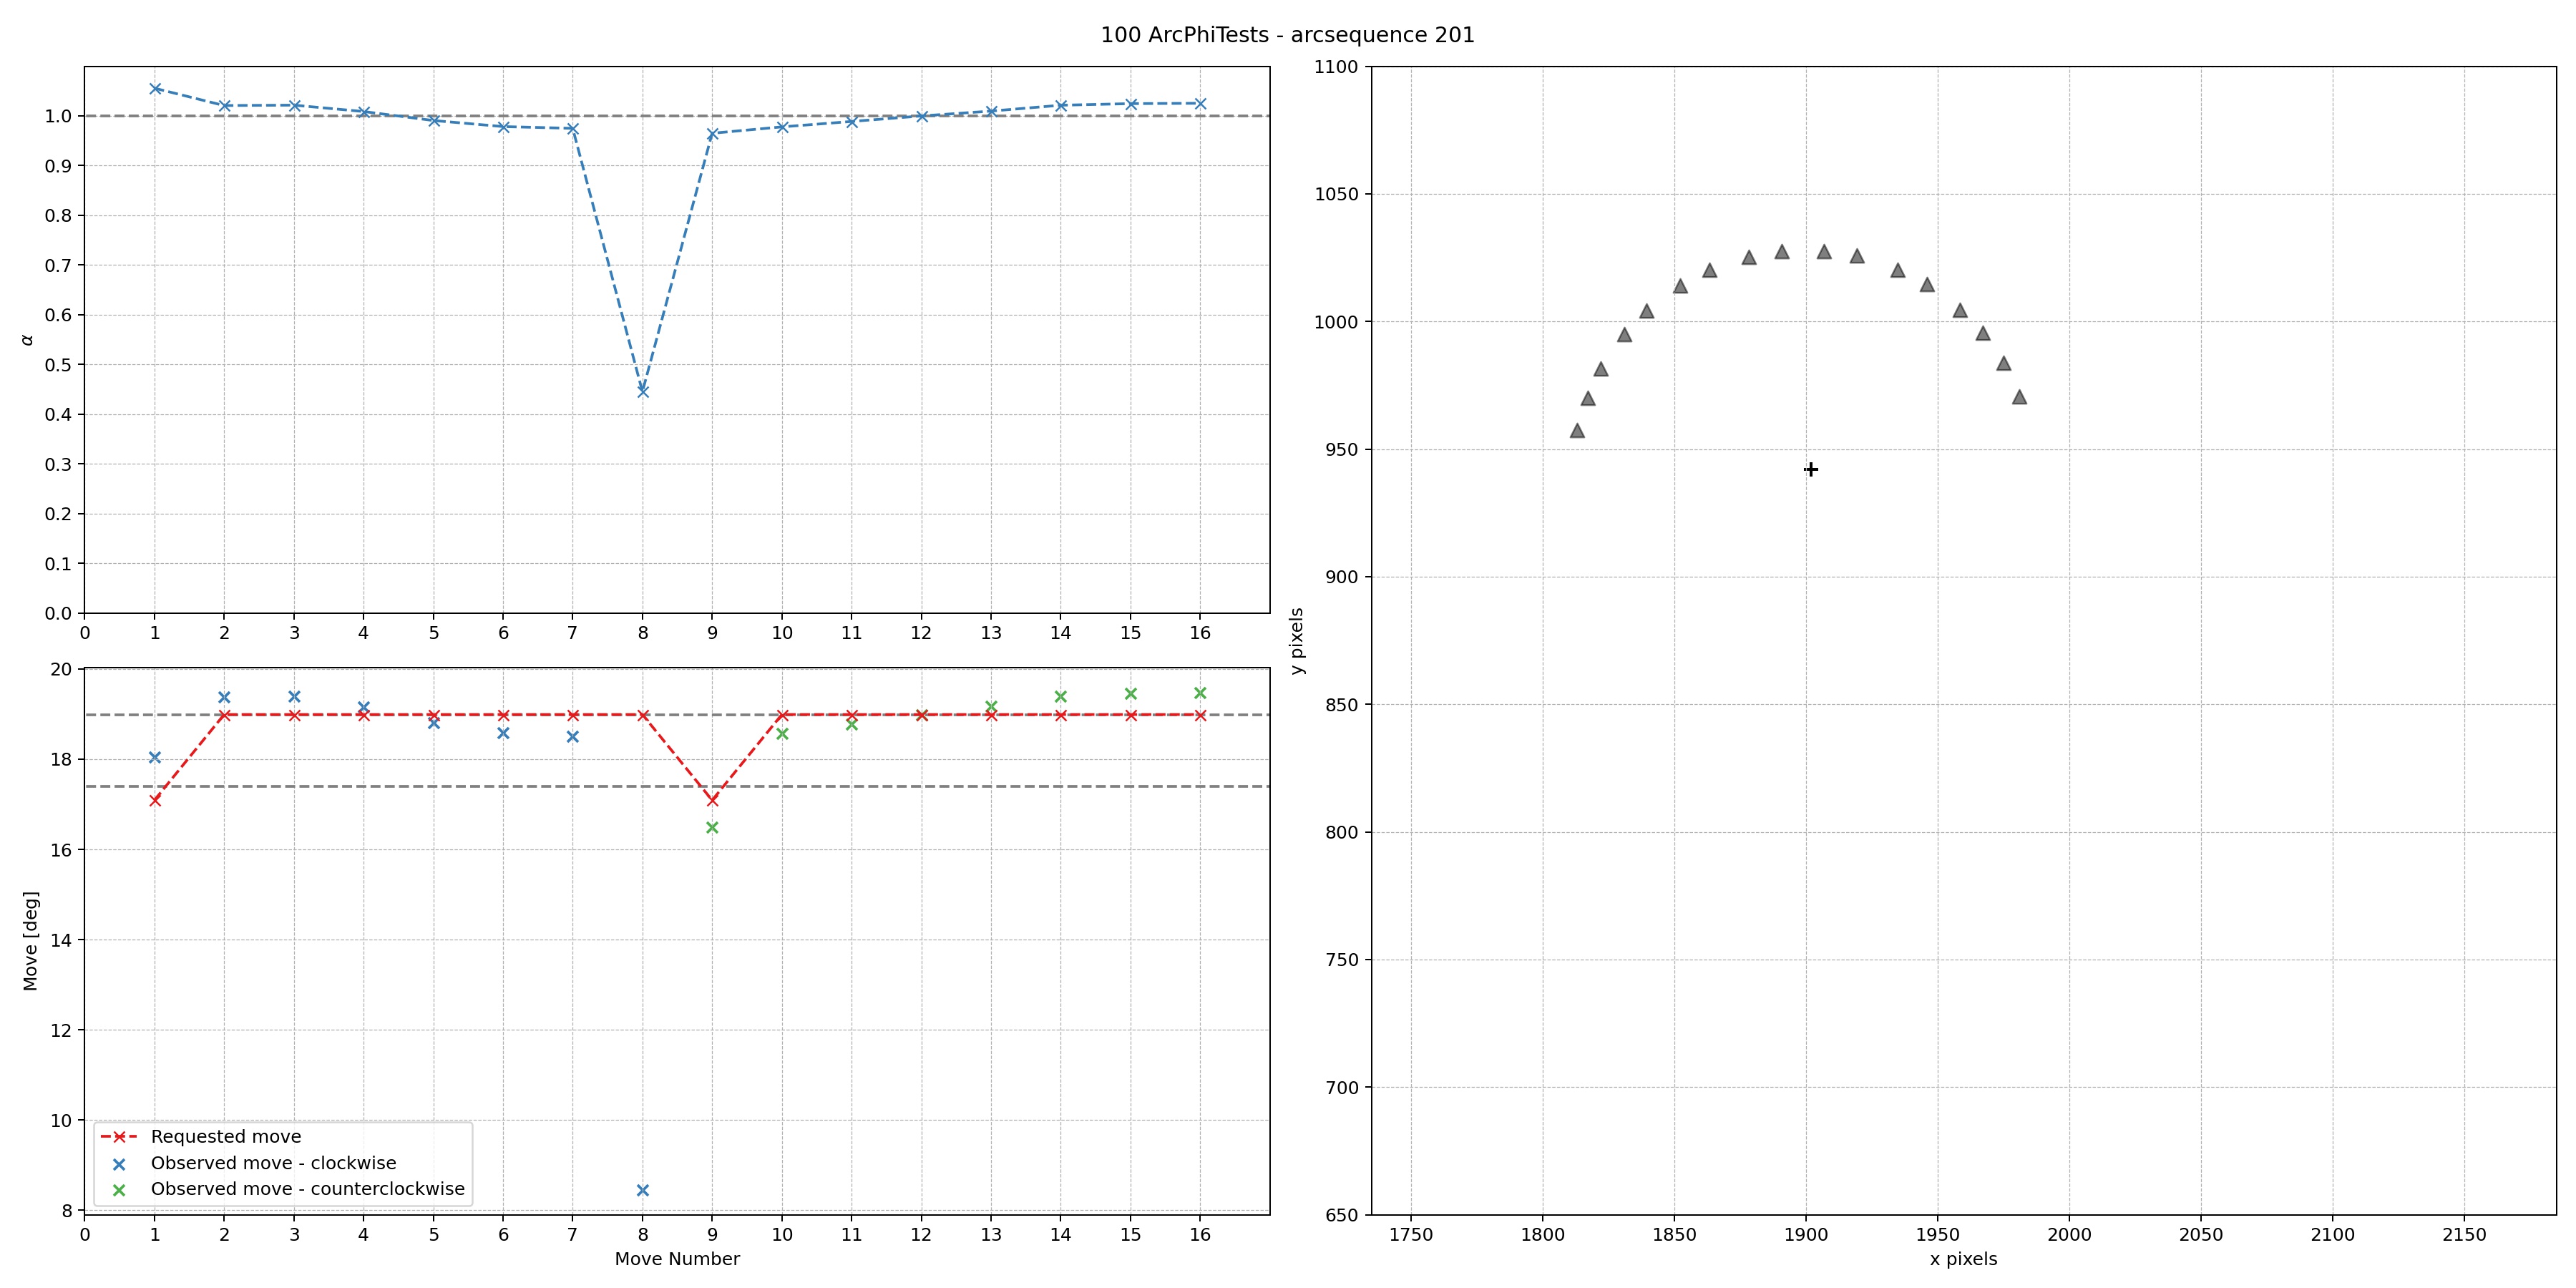 100 ArcPhiTests - arcsequence 201
1.0
0.9
0.8
0.7
0.6
0.5
0.4
0.3
0.2
0.1
0.0
α
0 1 2 3 4 5 6 7 8 9 10 11 12 13 14 15 16
20
18
16
14
12
10
8
Move [deg]
Requested move
Observed move - clockwise
Observed move - counterclockwise
0 1 2 3 4 5 6 7 8 9 10 11 12 13 14 15 16
Move Number
1100
1050
1000
950
900
850
800
750
700
650
y pixels
1750 1800 1850 1900 1950 2000 2050 2100 2150
x pixels